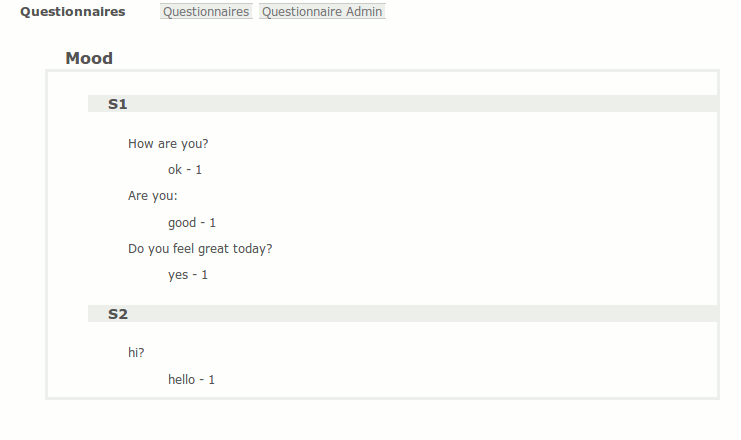 Questionnaires Questionnaires Questionnaire Admin
Mood
S1
How are you?
ok - 1
Are you:
good - 1
Do you feel great today?
yes - 1
S2
hi?
hello - 1